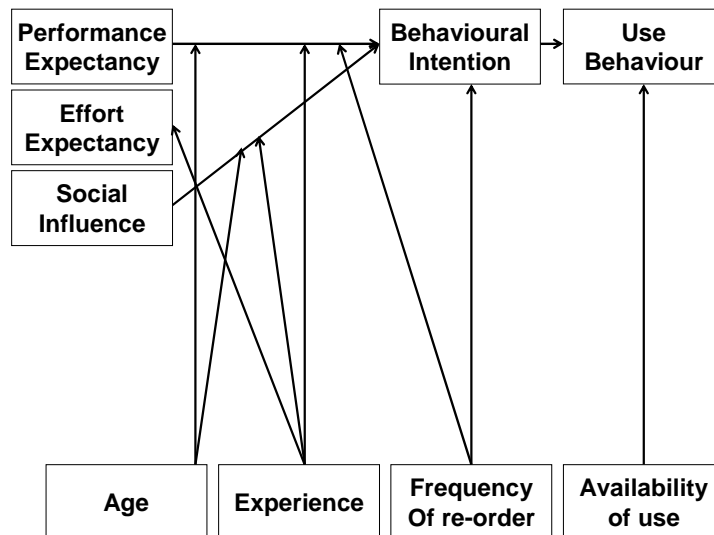 Performance
Expectancy
Behavioural
Intention
Use
Behaviour
Effort
Expectancy
Social
Influence
Age
Experience
Frequency
Of re-order
Availability
of use